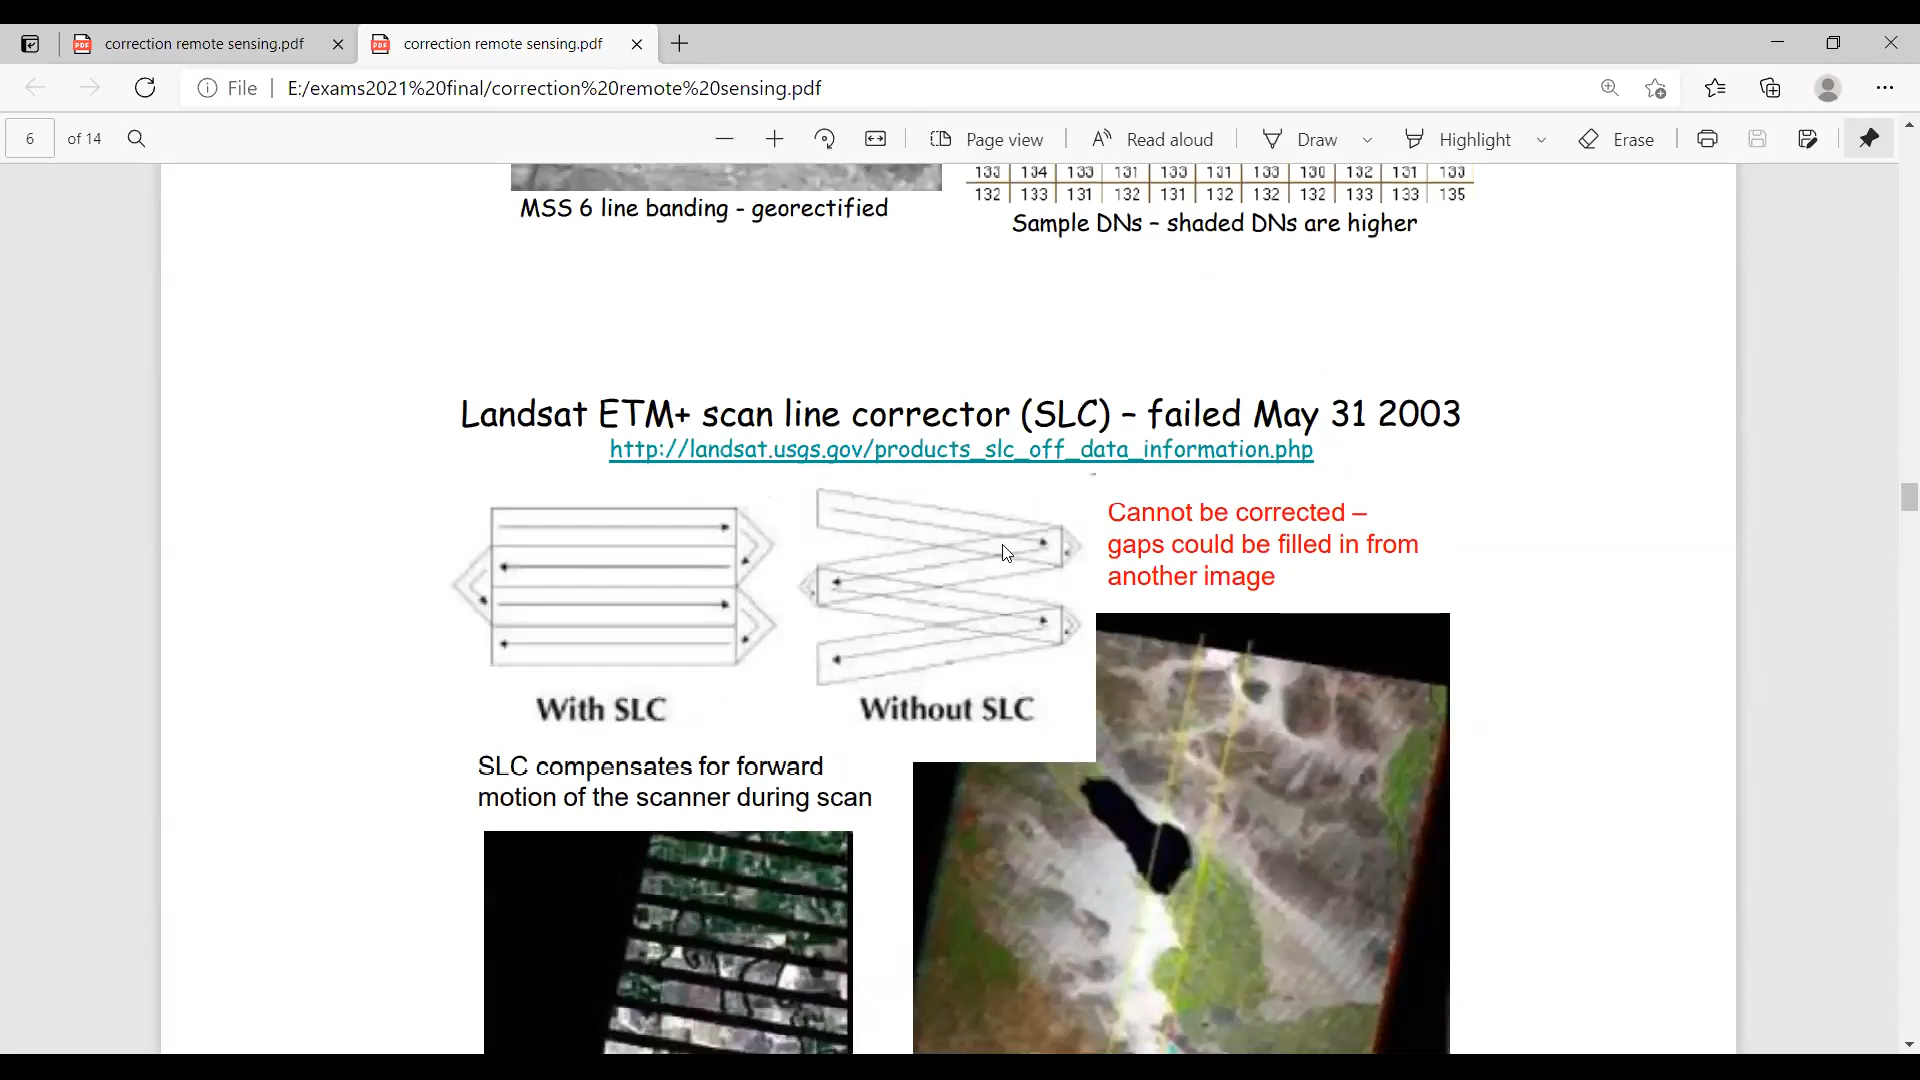 correction remote sensing.pdf
correction remote sensing.pdf
File E:/exams2021%20final/correction%20remote%20sensing.pdf
6 of 14
Page view
Read aloud
Draw
Highlight
Erase
133 134 133 131 133 131 133 130 132 131 133
132 133 131 132 131 132 132 132 133 133 135
MSS 6 line banding - georectified
Sample DNs – shaded DNs are higher
Landsat ETM+ scan line corrector (SLC) – failed May 31 2003
http://landsat.usgs.gov/products_slc_off_data_information.php
Cannot be corrected –
gaps could be filled in from
another image
With SLC
Without SLC
SLC compensates for forward
motion of the scanner during scan